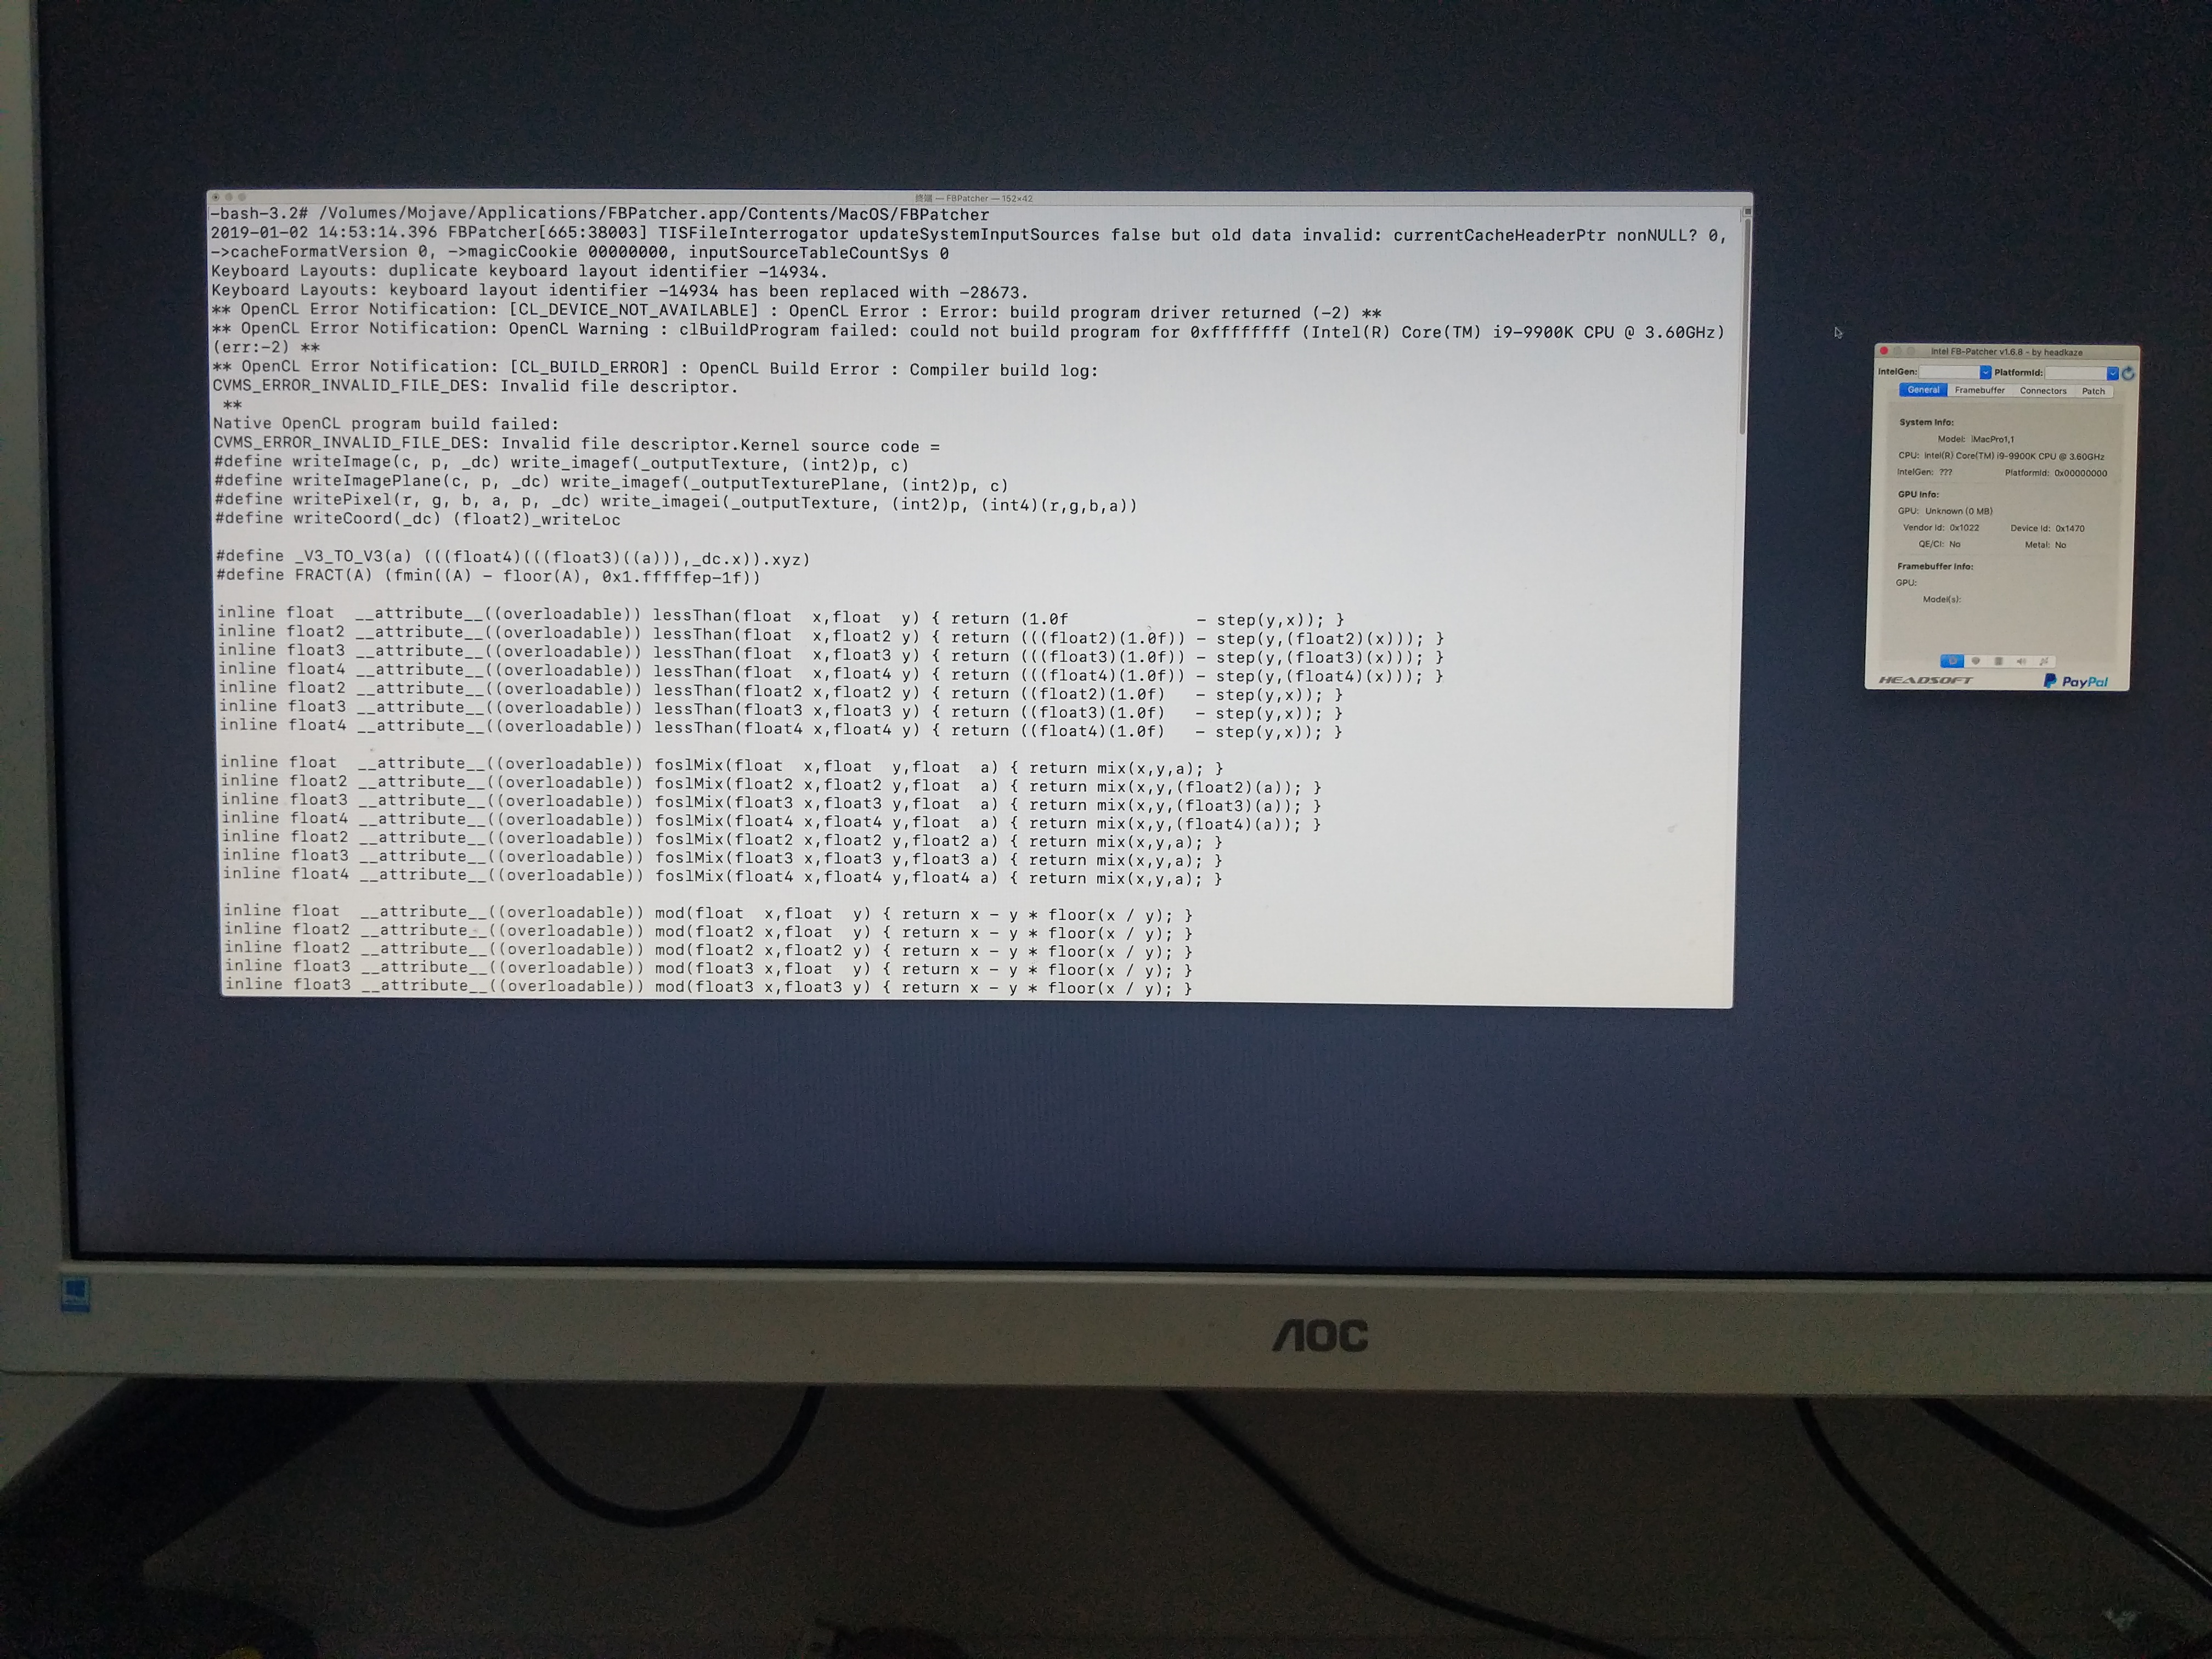 终端 — FBPatcher — 152×42
-bash-3.2# /Volumes/Mojave/Applications/FBPatcher.app/Contents/MacOS/FBPatcher
2019-01-02 14:53:14.396 FBPatcher[665:38003] TISFileInterrogator updateSystemInputSources false but old data invalid: currentCacheHeaderPtr nonNULL? 0,
->cacheFormatVersion 0, ->magicCookie 00000000, inputSourceTableCountSys 0
Keyboard Layouts: duplicate keyboard layout identifier -14934.
Keyboard Layouts: keyboard layout identifier -14934 has been replaced with -28673.
** OpenCL Error Notification: [CL_DEVICE_NOT_AVAILABLE] : OpenCL Error : Error: build program driver returned (-2) **
** OpenCL Error Notification: OpenCL Warning : clBuildProgram failed: could not build program for 0xffffffff (Intel(R) Core(TM) i9-9900K CPU @ 3.60GHz)
(err:-2) **
** OpenCL Error Notification: [CL_BUILD_ERROR] : OpenCL Build Error : Compiler build log:
CVMS_ERROR_INVALID_FILE_DES: Invalid file descriptor.
**
Native OpenCL program build failed:
CVMS_ERROR_INVALID_FILE_DES: Invalid file descriptor.Kernel source code =
#define writeImage(c, p, _dc) write_imagef(_outputTexture, (int2)p, c)
#define writeImagePlane(c, p, _dc) write_imagef(_outputTexturePlane, (int2)p, c)
#define writePixel(r, g, b, a, p, _dc) write_imagei(_outputTexture, (int2)p, (int4)(r,g,b,a))
#define writeCoord(_dc) (float2)_writeLoc
#define _V3_TO_V3(a) (((float4)(((float3)((a))),_dc.x)).xyz)
#define FRACT(A) (fmin((A) - floor(A), 0x1.fffffep-1f))
inline float  __attribute__((overloadable)) lessThan(float  x,float  y) { return (1.0f             - step(y,x)); }
inline float2 __attribute__((overloadable)) lessThan(float  x,float2 y) { return (((float2)(1.0f)) - step(y,(float2)(x))); }
inline float3 __attribute__((overloadable)) lessThan(float  x,float3 y) { return (((float3)(1.0f)) - step(y,(float3)(x))); }
inline float4 __attribute__((overloadable)) lessThan(float  x,float4 y) { return (((float4)(1.0f)) - step(y,(float4)(x))); }
inline float2 __attribute__((overloadable)) lessThan(float2 x,float2 y) { return ((float2)(1.0f)   - step(y,x)); }
inline float3 __attribute__((overloadable)) lessThan(float3 x,float3 y) { return ((float3)(1.0f)   - step(y,x)); }
inline float4 __attribute__((overloadable)) lessThan(float4 x,float4 y) { return ((float4)(1.0f)   - step(y,x)); }
inline float  __attribute__((overloadable)) foslMix(float  x,float  y,float  a) { return mix(x,y,a); }
inline float2 __attribute__((overloadable)) foslMix(float2 x,float2 y,float  a) { return mix(x,y,(float2)(a)); }
inline float3 __attribute__((overloadable)) foslMix(float3 x,float3 y,float  a) { return mix(x,y,(float3)(a)); }
inline float4 __attribute__((overloadable)) foslMix(float4 x,float4 y,float  a) { return mix(x,y,(float4)(a)); }
inline float2 __attribute__((overloadable)) foslMix(float2 x,float2 y,float2 a) { return mix(x,y,a); }
inline float3 __attribute__((overloadable)) foslMix(float3 x,float3 y,float3 a) { return mix(x,y,a); }
inline float4 __attribute__((overloadable)) foslMix(float4 x,float4 y,float4 a) { return mix(x,y,a); }
inline float  __attribute__((overloadable)) mod(float  x,float  y) { return x - y * floor(x / y); }
inline float2 __attribute__((overloadable)) mod(float2 x,float  y) { return x - y * floor(x / y); }
inline float2 __attribute__((overloadable)) mod(float2 x,float2 y) { return x - y * floor(x / y); }
inline float3 __attribute__((overloadable)) mod(float3 x,float  y) { return x - y * floor(x / y); }
inline float3 __attribute__((overloadable)) mod(float3 x,float3 y) { return x - y * floor(x / y); }
Intel FB-Patcher v1.6.8 - by headkaze
IntelGen: PlatformId:
General Framebuffer Connectors Patch
System Info:
Model: iMacPro1,1
CPU: Intel(R) Core(TM) i9-9900K CPU @ 3.60GHz
IntelGen: ??? PlatformId: 0x00000000
GPU Info:
GPU: Unknown (0 MB)
Vendor Id: 0x1022 Device Id: 0x1470
QE/CI: No Metal: No
Framebuffer Info:
GPU:
Model(s):
HEADSOFT PayPal
AOC